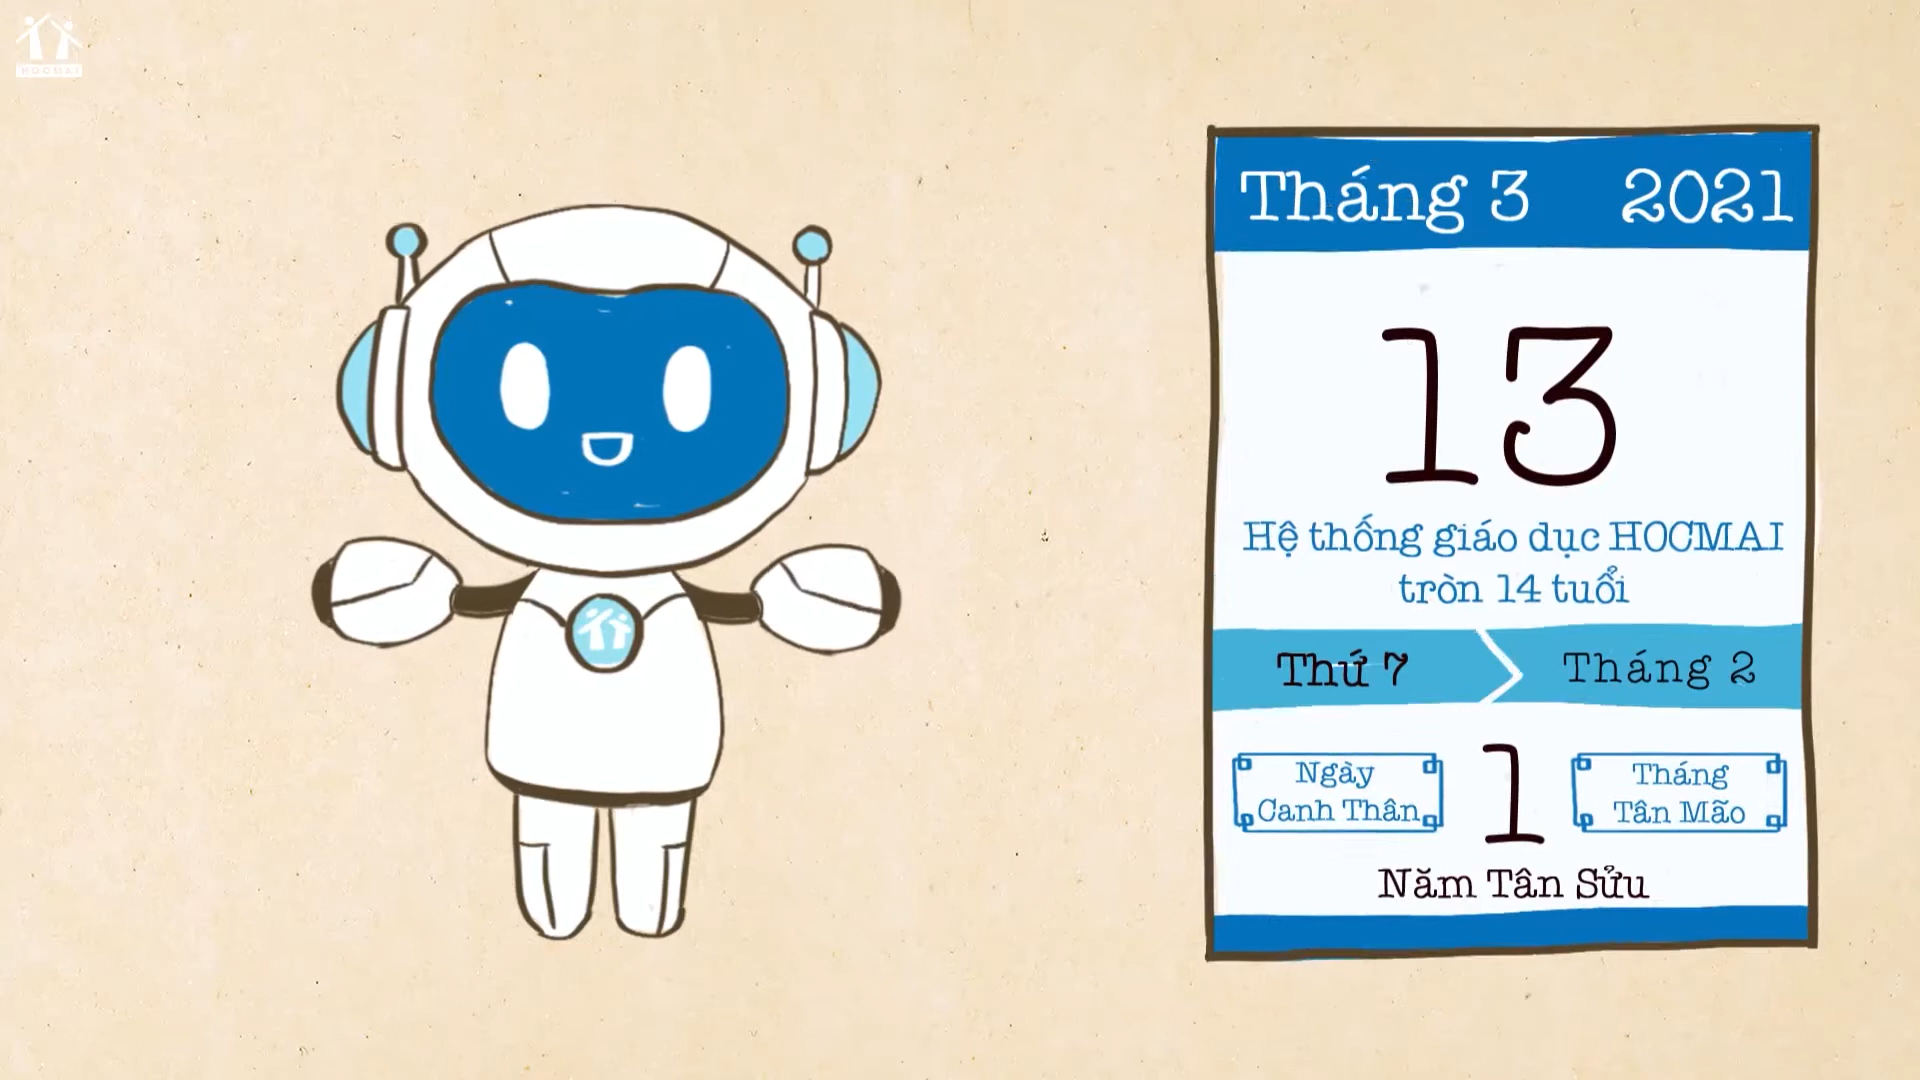 HOCMAI
Tháng 3 2021
13
Hệ thống giáo dục HOCMAI
tròn 14 tuổi
Thứ 7 Tháng 2
Ngày
Canh Thân
1
Tháng
Tân Mão
Năm Tân Sửu